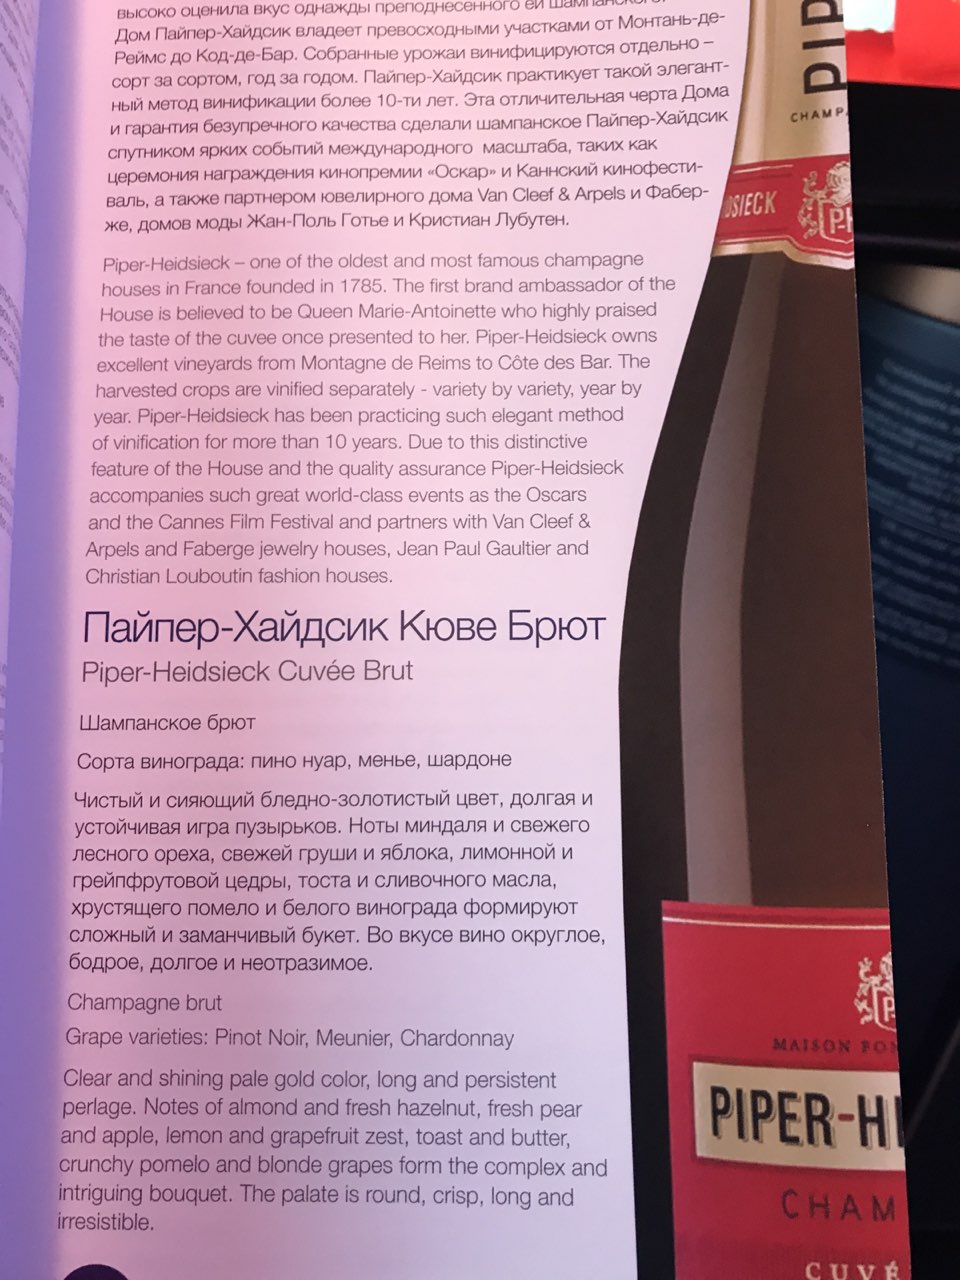 высоко оценила вкус однажды преподнесенного ей шампанского.
Дом Пайпер-Хайдсик владеет превосходными участками от Монтань-де-
Реймс до Код-де-Бар. Собранные урожаи винифицируются отдельно –
сорт за сортом, год за годом. Пайпер-Хайдсик практикует такой элегант-
ный метод винификации более 10-ти лет. Эта отличительная черта Дома
и гарантия безупречного качества сделали шампанское Пайпер-Хайдсик
спутником ярких событий международного масштаба, таких как
церемония награждения кинопремии «Оскар» и Каннский кинофести-
валь, а также партнером ювелирного дома Van Cleef & Arpels и Фабер-
же, домов моды Жан-Поль Готье и Кристиан Лубутен.
Piper-Heidsieck – one of the oldest and most famous champagne
houses in France founded in 1785. The first brand ambassador of the
House is believed to be Queen Marie-Antoinette who highly praised
the taste of the cuvee once presented to her. Piper-Heidsieck owns
excellent vineyards from Montagne de Reims to Côte des Bar. The
harvested crops are vinified separately - variety by variety, year by
year. Piper-Heidsieck has been practicing such elegant method
of vinification for more than 10 years. Due to this distinctive
feature of the House and the quality assurance Piper-Heidsieck
accompanies such great world-class events as the Oscars
and the Cannes Film Festival and partners with Van Cleef &
Arpels and Faberge jewelry houses, Jean Paul Gaultier and
Christian Louboutin fashion houses.
Пайпер-Хайдсик Кюве Брют
Piper-Heidsieck Cuvée Brut
Шампанское брют
Сорта винограда: пино нуар, менье, шардоне
Чистый и сияющий бледно-золотистый цвет, долгая и
устойчивая игра пузырьков. Ноты миндаля и свежего
лесного ореха, свежей груши и яблока, лимонной и
грейпфрутовой цедры, тоста и сливочного масла,
хрустящего помело и белого винограда формируют
сложный и заманчивый букет. Во вкусе вино округлое,
бодрое, долгое и неотразимое.
Champagne brut
Grape varieties: Pinot Noir, Meunier, Chardonnay
Clear and shining pale gold color, long and persistent
perlage. Notes of almond and fresh hazelnut, fresh pear
and apple, lemon and grapefruit zest, toast and butter,
crunchy pomelo and blonde grapes form the complex and
intriguing bouquet. The palate is round, crisp, long and
irresistible.
PIP
CHAMP
SIECK
P-H
MAISON FON
PIPER-HE
CHAM
CUVÉ